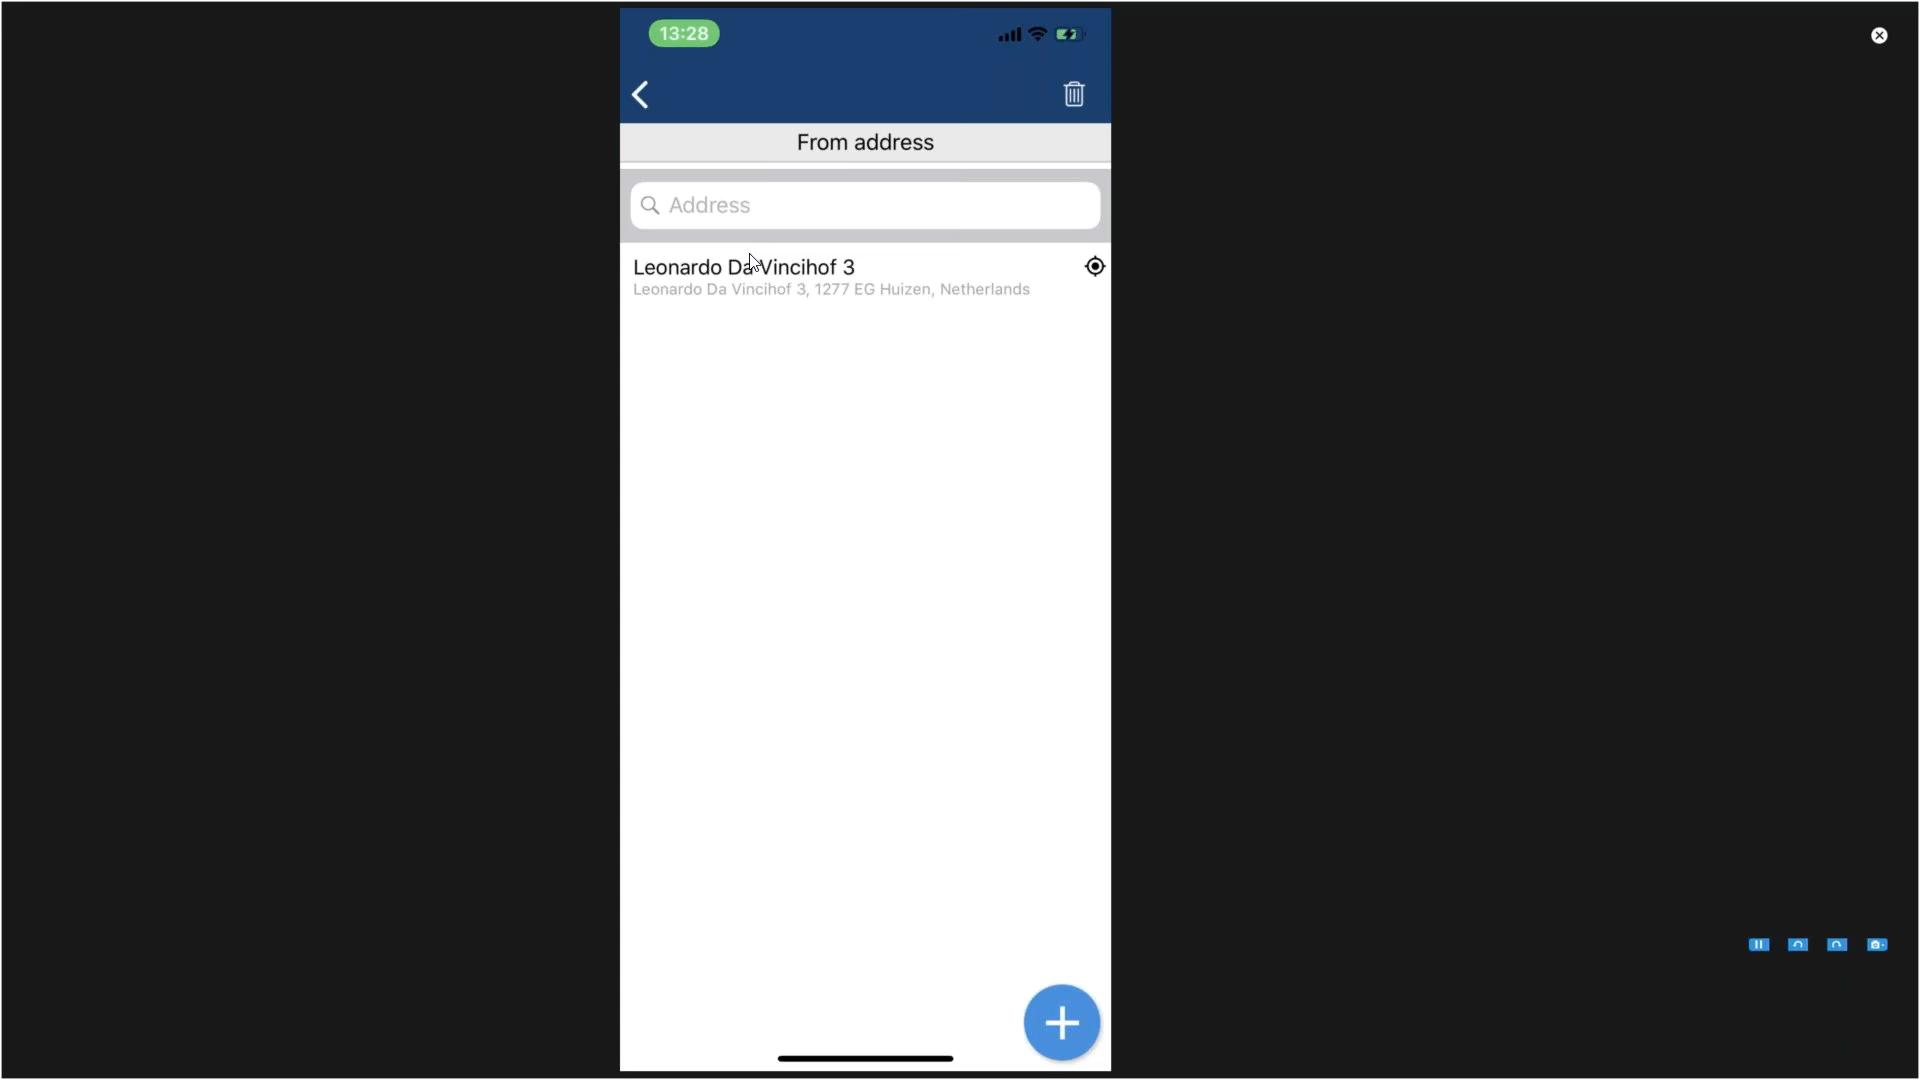 13:28
From address
Address
Leonardo Da Vincihof 3
Leonardo Da Vincihof 3, 1277 EG Huizen, Netherlands